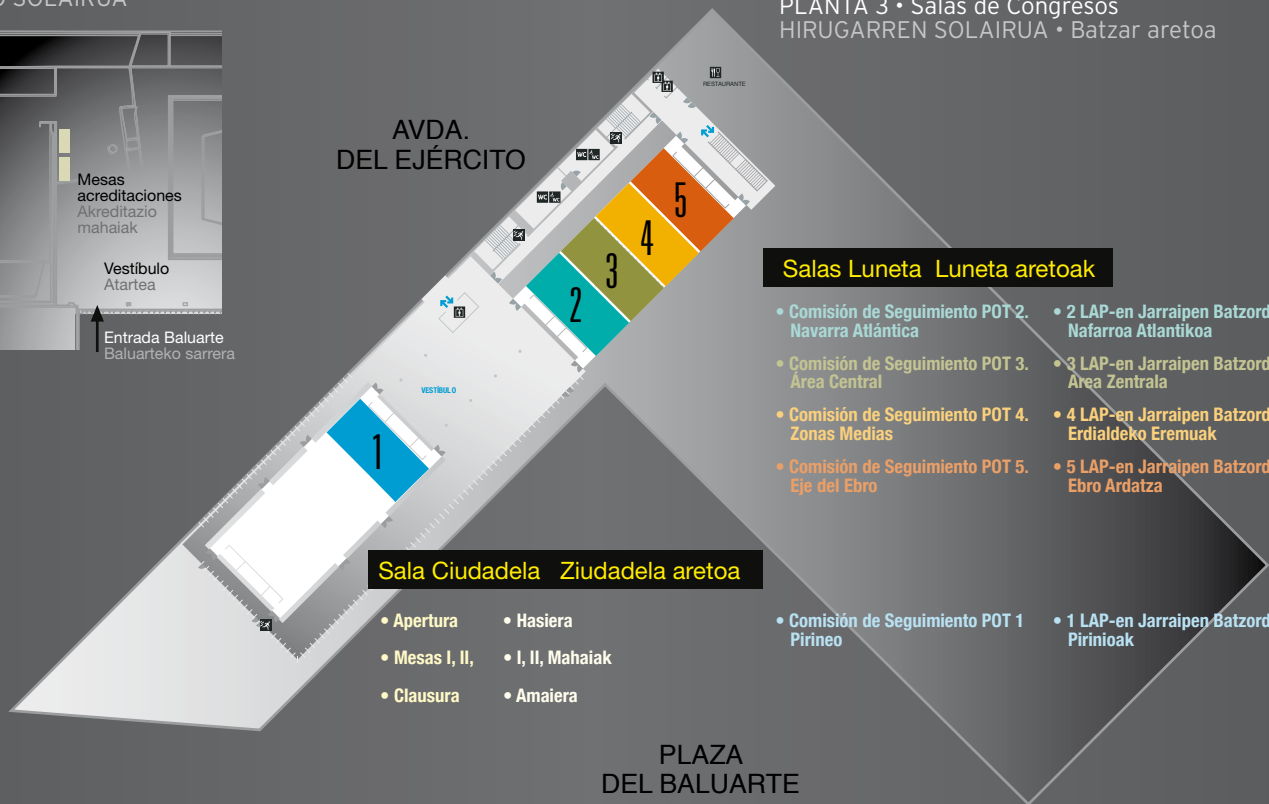 SOLAIRUA
PLANTA 3 • Salas de Congresos
HIRUGARREN SOLAIRUA • Batzar aretoa
RESTAURANTE
AVDA.
DEL EJÉRCITO
WC WC
WC WC
Mesas
acreditaciones
Akreditazio
mahaiak
Vestíbulo
Atartea
Entrada Baluarte
Baluarteko sarrera
5
4
3
2
VESTÍBULO
1
Salas Luneta Luneta aretoak
• Comisión de Seguimiento POT 2.
Navarra Atlántica
• 2 LAP-en Jarraipen Batzord
Nafarroa Atlantikoa
• Comisión de Seguimiento POT 3.
Área Central
• 3 LAP-en Jarraipen Batzord
Area Zentrala
• Comisión de Seguimiento POT 4.
Zonas Medias
• 4 LAP-en Jarraipen Batzord
Erdialdeko Eremuak
• Comisión de Seguimiento POT 5.
Eje del Ebro
• 5 LAP-en Jarraipen Batzord
Ebro Ardatza
Sala Ciudadela Ziudadela aretoa
• Apertura • Hasiera
• Mesas I, II, • I, II, Mahaiak
• Clausura • Amaiera
• Comisión de Seguimiento POT 1
Pirineo
• 1 LAP-en Jarraipen Batzord
Pirinioak
PLAZA
DEL BALUARTE